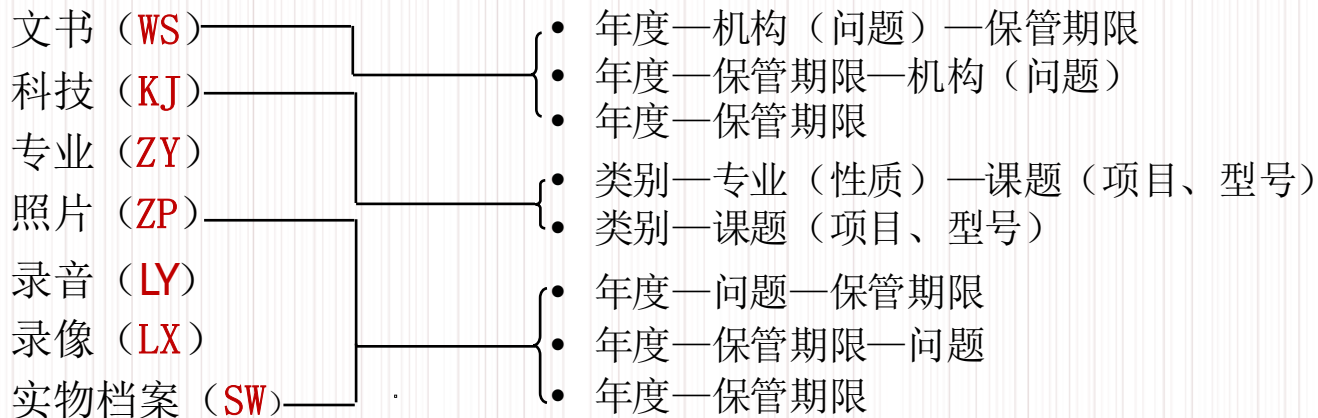 文书（WS）
科技（KJ）
专业（ZY）
照片（ZP）
录音（LY）
录像（LX）
实物档案（SW）
• 年度—机构（问题）—保管期限
• 年度—保管期限—机构（问题）
• 年度—保管期限
• 类别—专业（性质）—课题（项目、型号）
• 类别—课题（项目、型号）
• 年度—问题—保管期限
• 年度—保管期限—问题
• 年度—保管期限